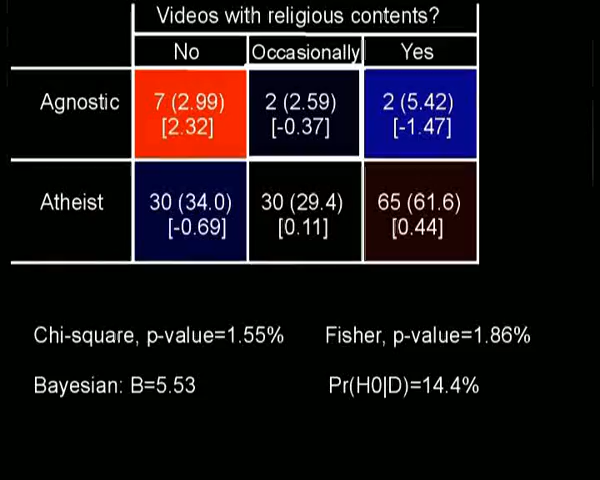 Videos with religious contents?
No Occasionally Yes
Agnostic 7 (2.99) 2 (2.59) 2 (5.42)
[2.32] [-0.37] [-1.47]
Atheist 30 (34.0) 30 (29.4) 65 (61.6)
[-0.69] [0.11] [0.44]
Chi-square, p-value=1.55% Fisher, p-value=1.86%
Bayesian: B=5.53 Pr(H0|D)=14.4%